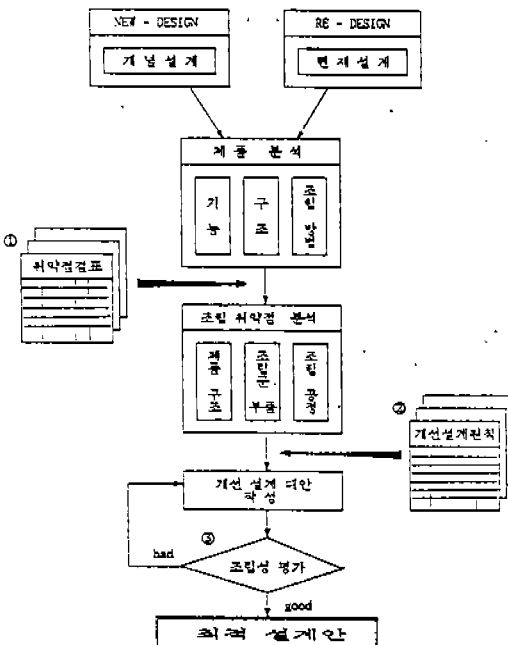 NEW - DESIGN
개념설계
RE - DESIGN
현재설계
제품 분석
기능
구조
조립 방법
①
취약점검표
조립 취약점 분석
제품 구조
조립군 부품
조립 공정
②
개선설계원칙
개선 설계 대안
작성
③
bad
조립성 평가
good
최적 설계안